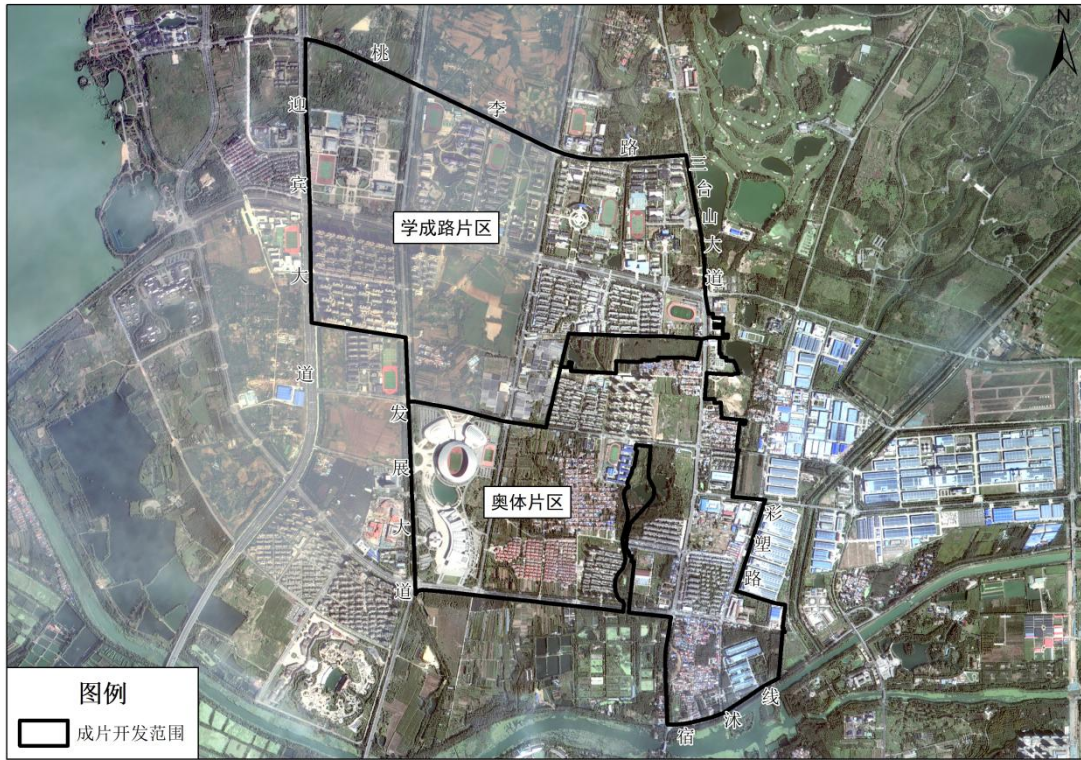 N
桃李路
迎宾大道
三台山大道
学成路片区
发展大道
奥体片区
彩塑路
宿沭线
图例
成片开发范围